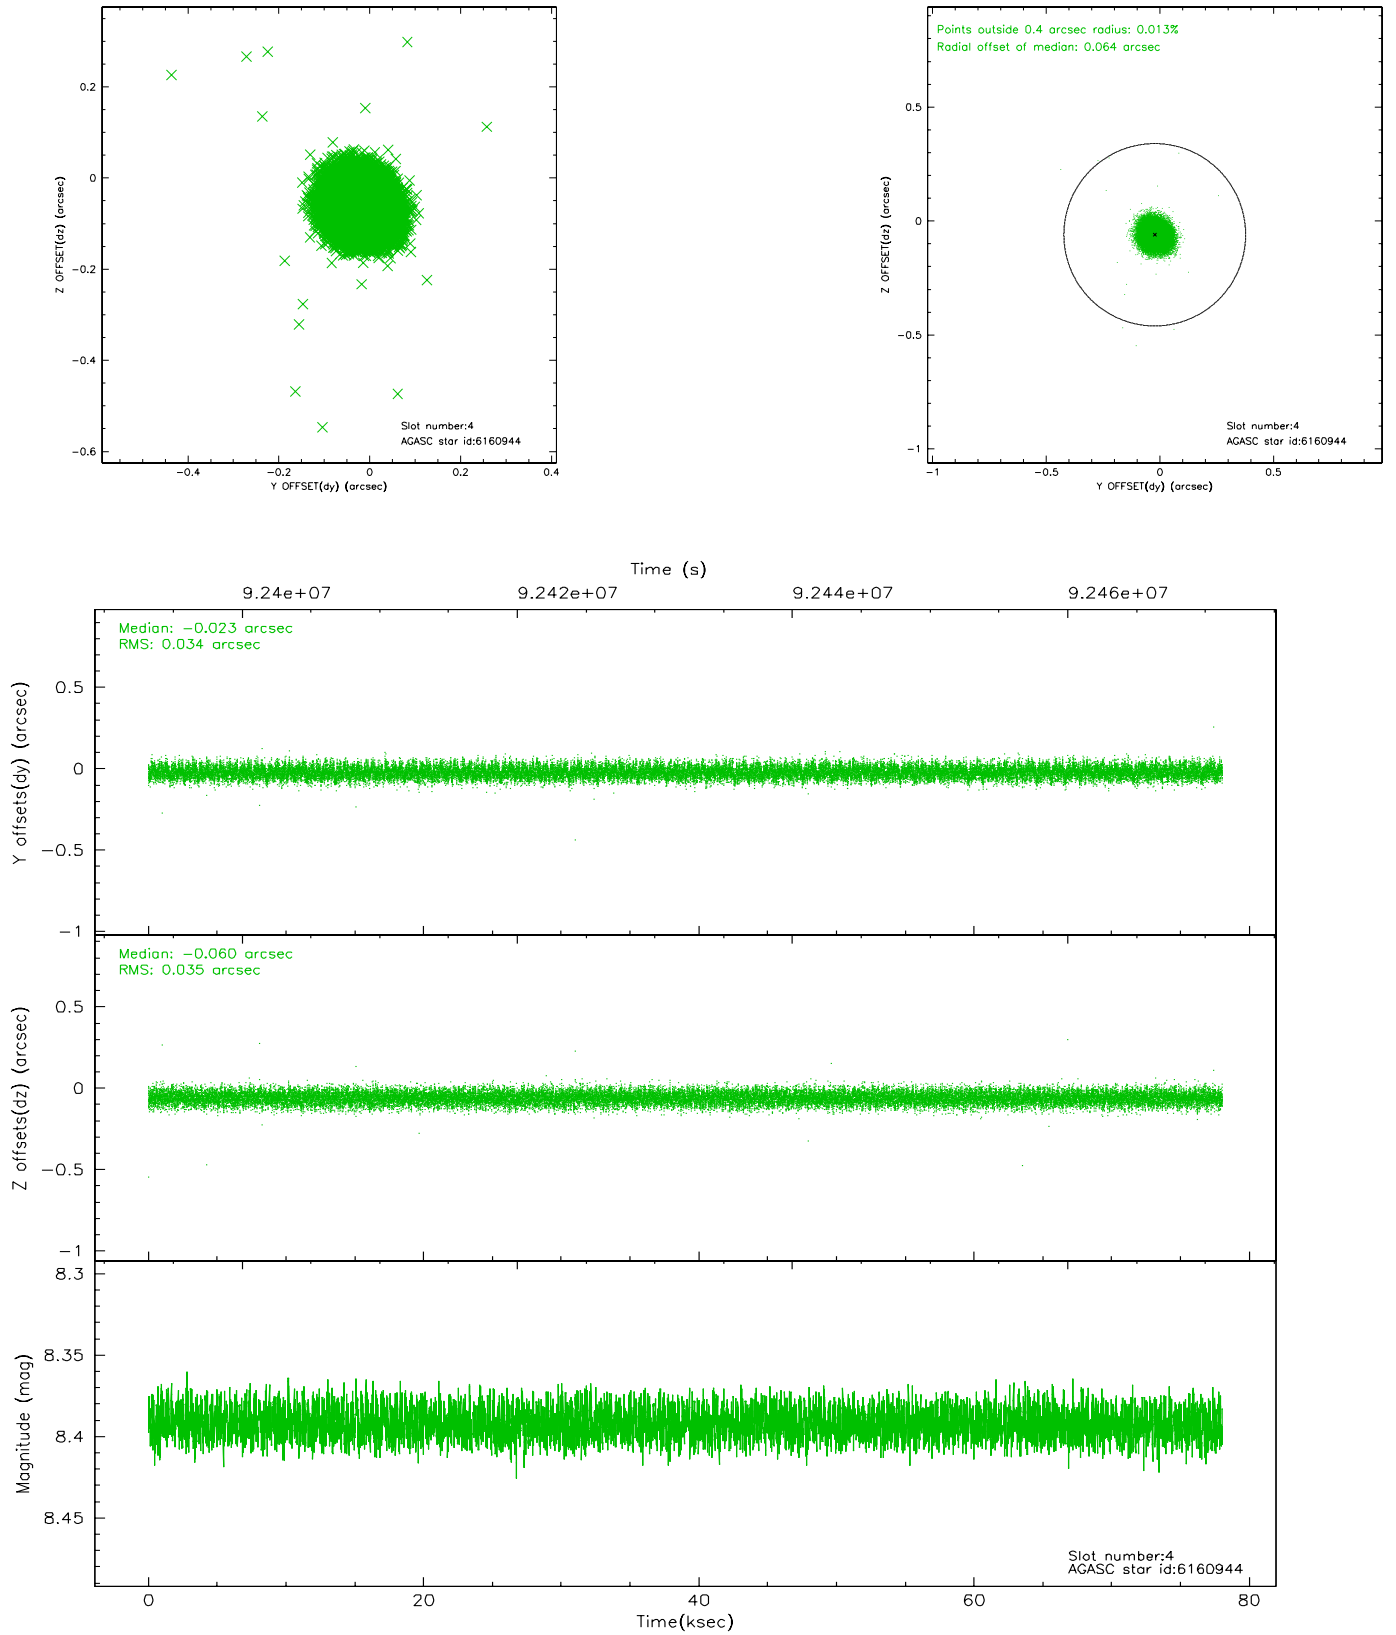 0.2
0
−0.2
−0.4
−0.6
−0.4
−0.2
0
0.2
0.4
Z OFFSET(dz) (arcsec)
Y OFFSET(dy) (arcsec)
Slot number:4
AGASC star id:6160944
Points outside 0.4 arcsec radius: 0.013%
Radial offset of median: 0.064 arcsec
0.5
0
−0.5
−1
−1
−0.5
0
0.5
Z OFFSET(dz) (arcsec)
Y OFFSET(dy) (arcsec)
Slot number:4
AGASC star id:6160944
Time (s)
9.24e+07
9.242e+07
9.244e+07
9.246e+07
Median: −0.023 arcsec
RMS: 0.034 arcsec
Y offsets(dy) (arcsec)
0.5
0
−0.5
−1
Median: −0.060 arcsec
RMS: 0.035 arcsec
Z offsets(dz) (arcsec)
0.5
0
−0.5
−1
Magnitude (mag)
8.3
8.35
8.4
8.45
Slot number:4
AGASC star id:6160944
0
20
40
60
80
Time(ksec)